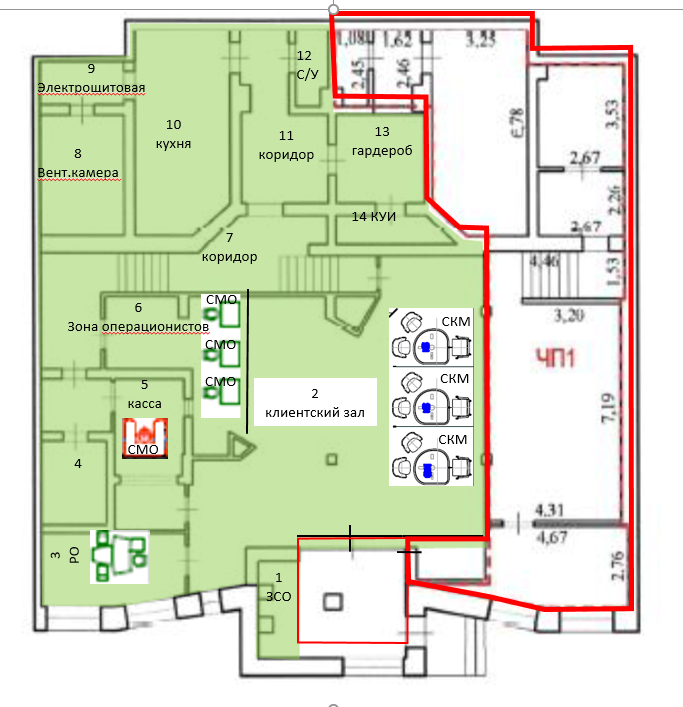 1,08
1,62
3,25
12
С/У
2,45
2,46
9
Электрощитовая
6,78
3,53
10
кухня
11
коридор
13
гардероб
8
Вент.камера
2,67
2,26
2,67
14 КУИ
7
коридор
4,46
1,53
3,20
6
Зона операционистов
СМО
СМО
СМО
СКМ
СКМ
СКМ
ЧП1
5
касса
СМО
2
клиентский зал
7,19
4
4,31
4,67
3
РО
2,76
1
ЗСО